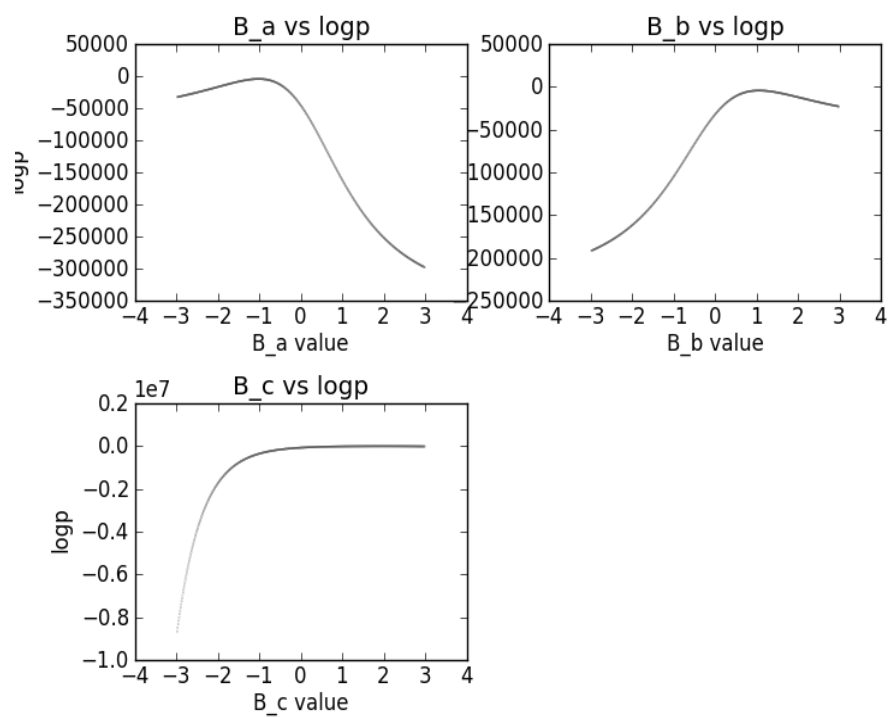 B_a vs logp
50000
0
−50000
−100000
−150000
−200000
−250000
−300000
−350000
logp
−4 −3 −2 −1 0 1 2 3 4
B_a value
B_b vs logp
50000
0
−50000
100000
150000
200000
250000
−4 −3 −2 −1 0 1 2 3 4
B_b value
B_c vs logp
1e7
0.2
0.0
−0.2
−0.4
−0.6
−0.8
−1.0
logp
−4 −3 −2 −1 0 1 2 3 4
B_c value